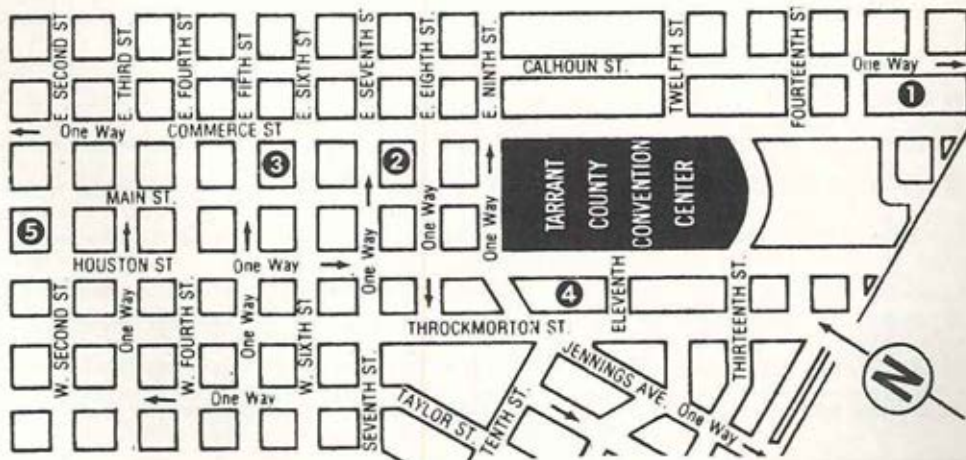 E. SECOND ST
E. THIRD ST
E. FOURTH ST
E. FIFTH ST
E. SIXTH ST
E. SEVENTH ST
E. EIGHTH ST.
E. NINTH ST.
CALHOUN ST.
TWELFTH ST
FOURTEENTH ST
One Way
1
One Way
COMMERCE ST
3
2
MAIN ST.
One Way
One Way
One Way
TARRANT
COUNTY
CONVENTION
CENTER
5
HOUSTON ST
One Way
4
ELEVENTH
THIRTEENTH ST.
THROCKMORTON ST.
W. SECOND ST
One Way
W. FOURTH ST
One Way
W. SIXTH ST
SEVENTH ST.
One Way
TAYLOR ST.
TENTH ST.
JENNINGS AVE.
One Way
N